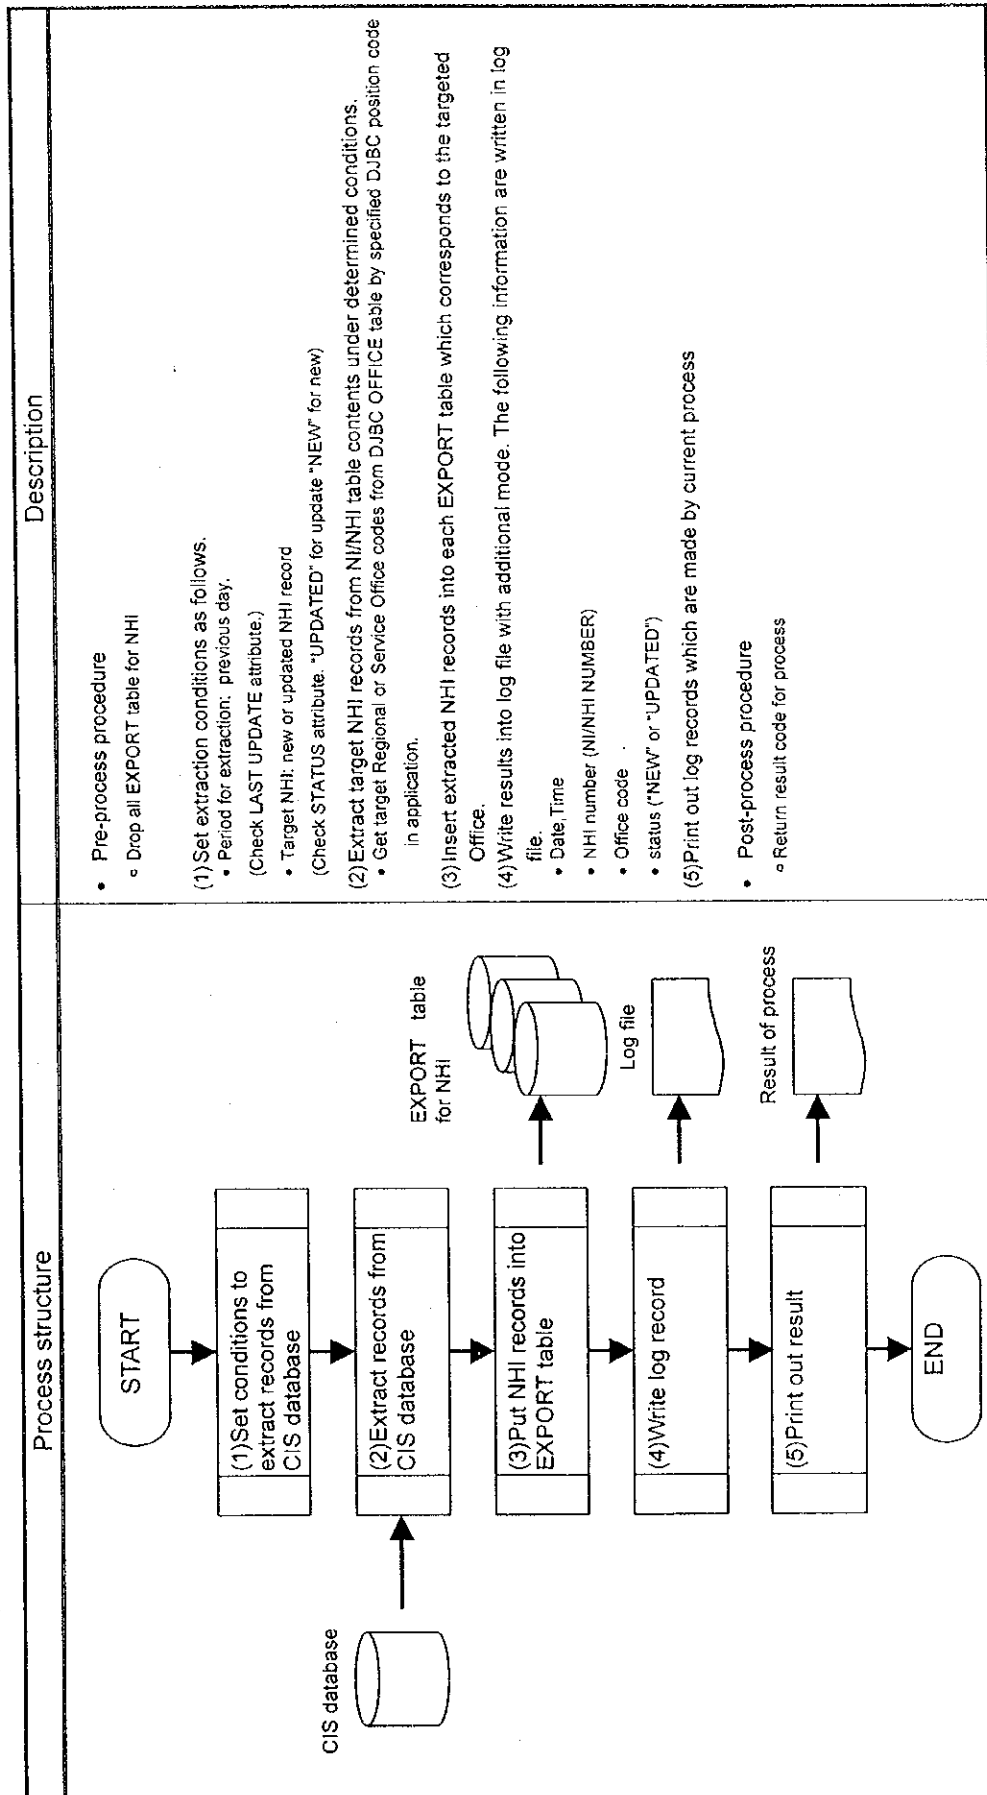 Process structure
Description
START
(1)Set conditions to
extract records from
CIS database
(2)Extract records from
CIS database
(3)Put NHI records into
EXPORT table
(4)Write log record
(5)Print out result
END
CIS database
EXPORT table
for NHI
Log file
Result of process
• Pre-process procedure
o Drop all EXPORT table for NHI
(1)Set extraction conditions as follows.
• Period for extraction: previous day.
(Check LAST UPDATE attribute.)
• Target NHI: new or updated NHI record
(Check STATUS attribute. "UPDATED" for update "NEW" for new)
(2)Extract target NHI records from NI/NHI table contents under determined conditions.
• Get target Regional or Service Office codes from DJBC OFFICE table by specified DJBC position code
in application.
(3)Insert extracted NHI records into each EXPORT table which corresponds to the targeted
Office.
(4)Write results into log file with additional mode. The following information are written in log
file.
• Date,Time
• NHI number (NI/NHI NUMBER)
• Office code
• status ("NEW" or "UPDATED")
(5)Print out log records which are made by current process
• Post-process procedure
o Return result code for process